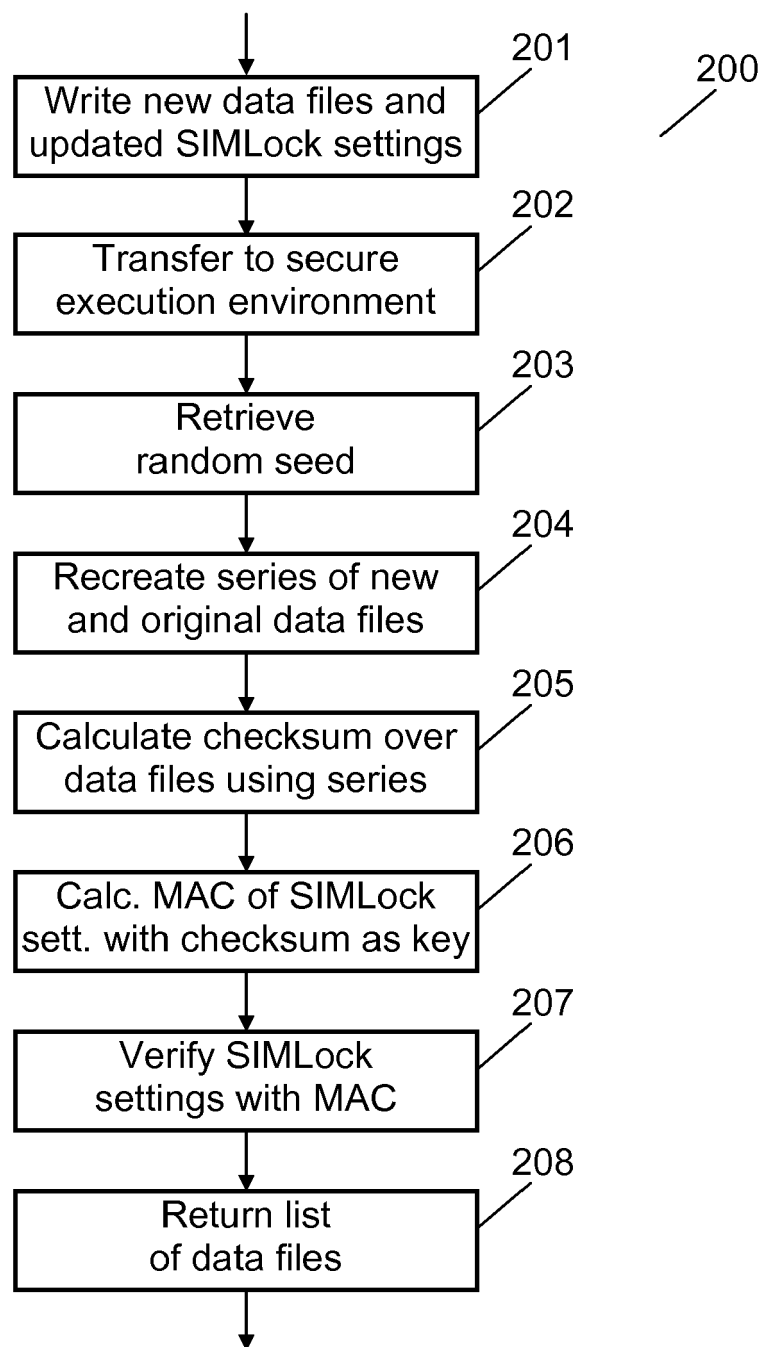 201
200
Write new data files and
updated SIMLock settings
202
Transfer to secure
execution environment
203
Retrieve
random seed
204
Recreate series of new
and original data files
205
Calculate checksum over
data files using series
206
Calc. MAC of SIMLock
sett. with checksum as key
207
Verify SIMLock
settings with MAC
208
Return list
of data files